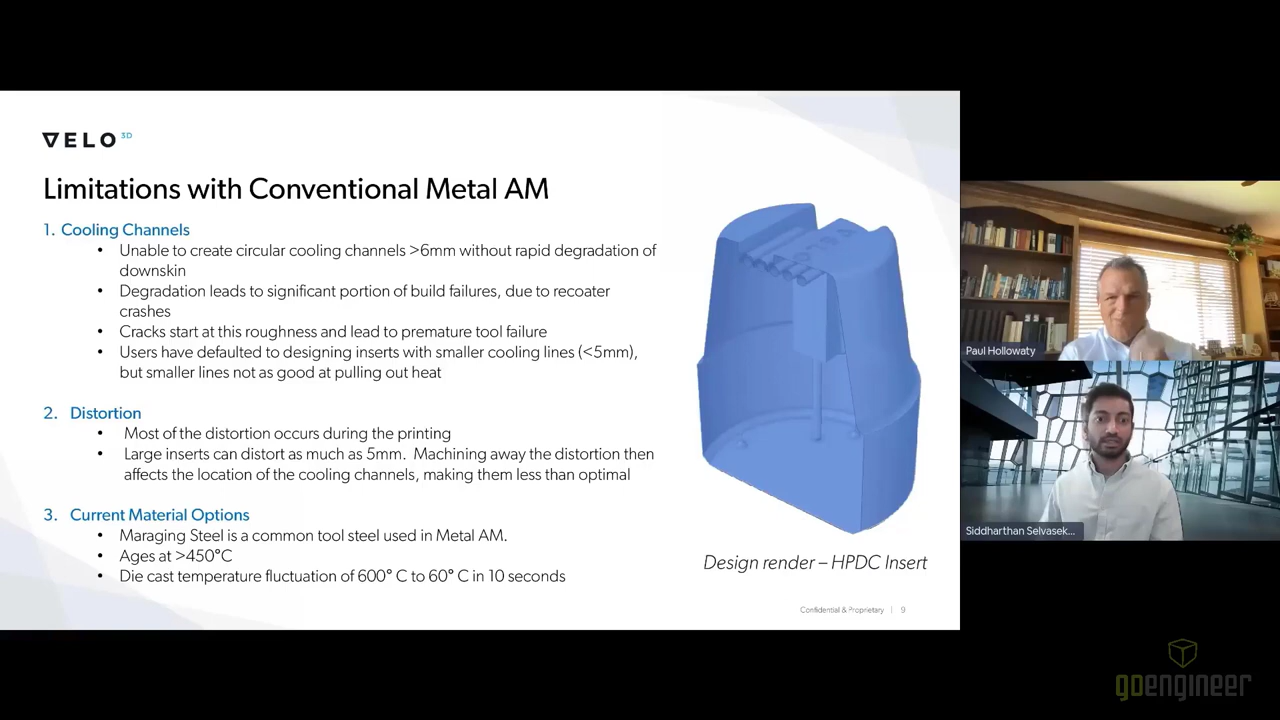 VELO 3D
Limitations with Conventional Metal AM
1. Cooling Channels
• Unable to create circular cooling channels >6mm without rapid degradation of
downskin
• Degradation leads to significant portion of build failures, due to recoater
crashes
• Cracks start at this roughness and lead to premature tool failure
• Users have defaulted to designing inserts with smaller cooling lines (<5mm),
but smaller lines not as good at pulling out heat
2. Distortion
• Most of the distortion occurs during the printing
• Large inserts can distort as much as 5mm. Machining away the distortion then
affects the location of the cooling channels, making them less than optimal
3. Current Material Options
• Maraging Steel is a common tool steel used in Metal AM.
• Ages at >450°C
• Die cast temperature fluctuation of 600° C to 60° C in 10 seconds
Design render – HPDC Insert
Confidential & Proprietary | 9
Paul Hollowaty
Siddharthan Selvasek...
goengineer